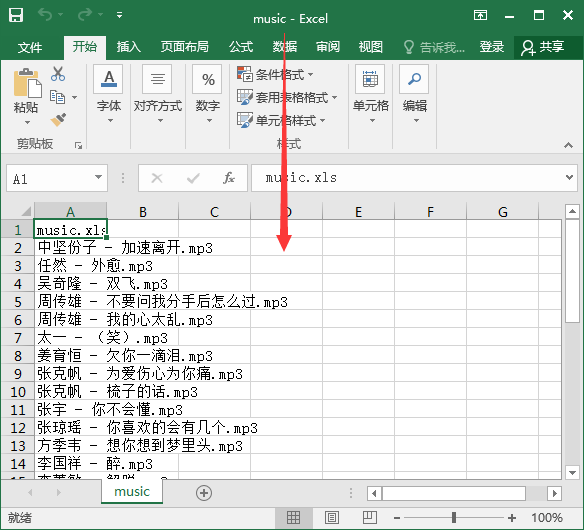 music - Excel
文件 开始 插入 页面布局 公式 数据 审阅 视图 告诉我... 登录 共享
粘贴 字体 对齐方式 % 数字 条件格式 套用表格格式 单元格样式 单元格 编辑
剪贴板 样式
A1 fx music.xls
A B C D E F G
1 music.xls
2 中坚份子 - 加速离开.mp3
3 任然 - 外愈.mp3
4 吴奇隆 - 双飞.mp3
5 周传雄 - 不要问我分手后怎么过.mp3
6 周传雄 - 我的心太乱.mp3
7 太一 - （笑）.mp3
8 姜育恒 - 欠你一滴泪.mp3
9 张克帆 - 为爱伤心为你痛.mp3
10 张克帆 - 梳子的话.mp3
11 张宇 - 你不会懂.mp3
12 张琼瑶 - 你喜欢的会有几个.mp3
13 方季韦 - 想你想到梦里头.mp3
14 李国祥 - 醉.mp3
music
就绪 100%